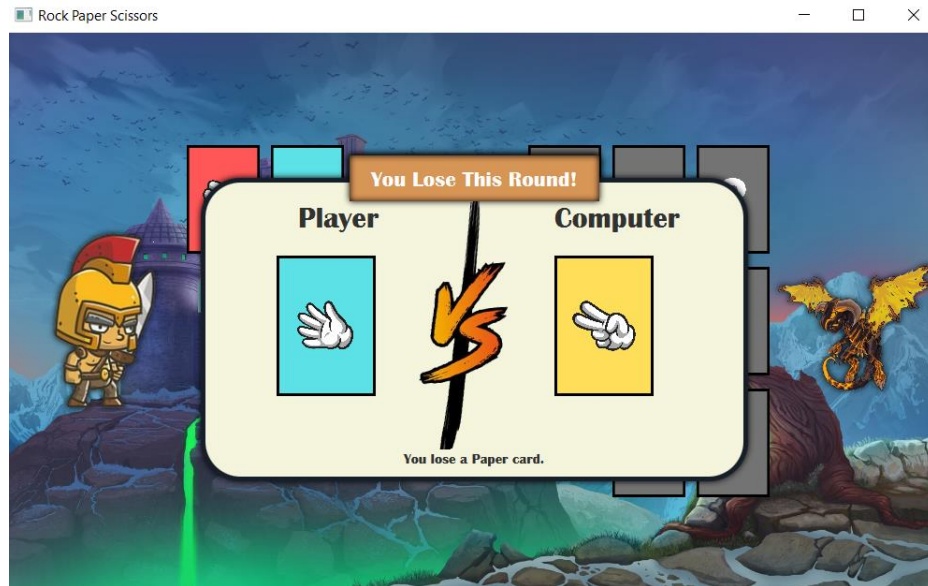 Rock Paper Scissors
You Lose This Round!
Player
Computer
VS
You lose a Paper card.